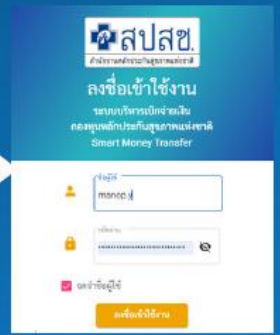 สปสช.
สำนักงานหลักประกันสุขภาพแห่งชาติ
ลงชื่อเข้าใช้งาน
ระบบบริหารเบิกจ่ายเงิน
กองทุนหลักประกันสุขภาพแห่งชาติ
Smart Money Transfer
ชื่อผู้ใช้
manop.y
รหัสผ่าน
จดจำชื่อผู้ใช้
ลงชื่อเข้าใช้งาน